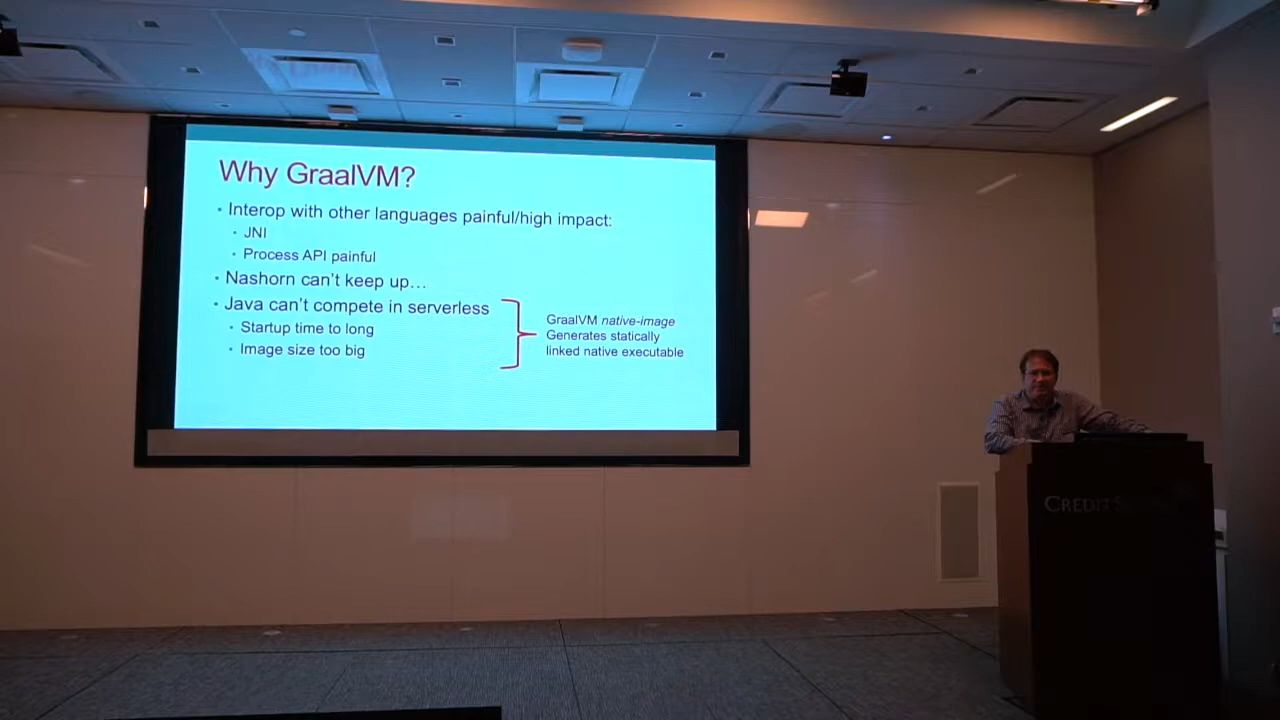 Why GraalVM?
• Interop with other languages painful/high impact:
• JNI
• Process API painful
• Nashorn can't keep up…
• Java can't compete in serverless
• Startup time to long
• Image size too big
GraalVM native-image
Generates statically
linked native executable
CREDIT